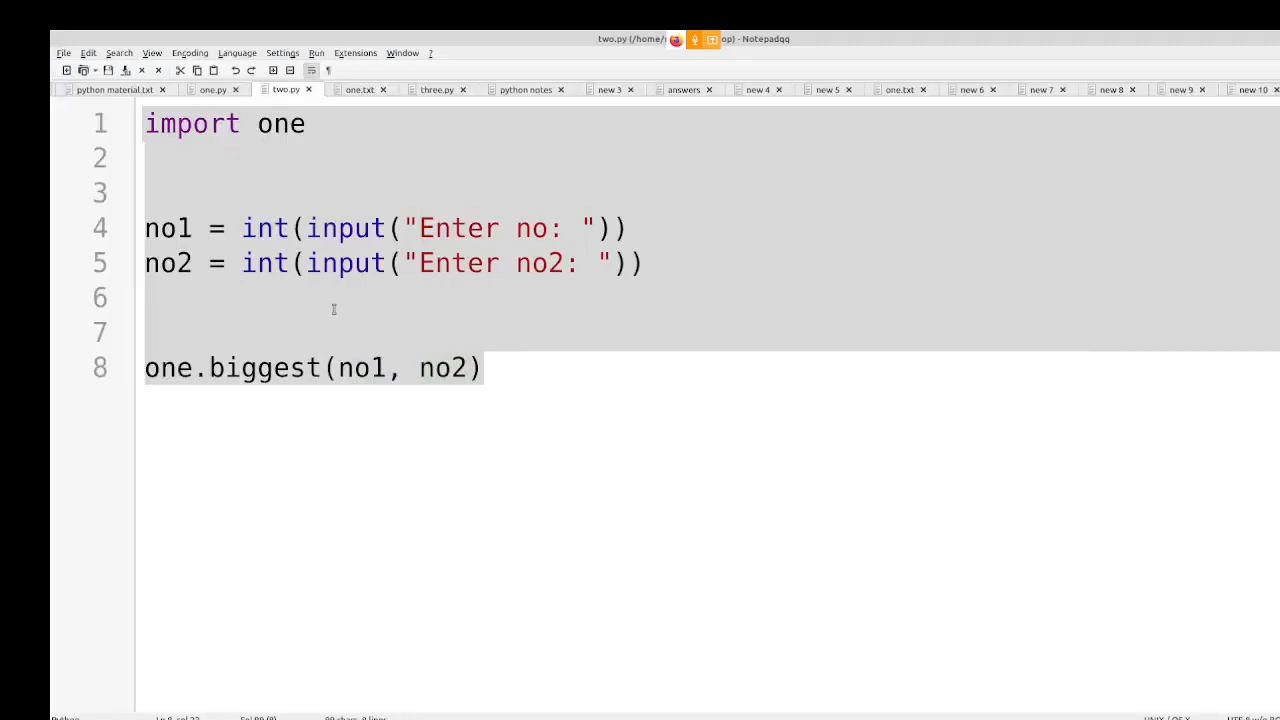 two.py (/home/ op) - Notepadqq
File Edit Search View Encoding Language Settings Run Extensions Window ?
python material.txt one.py two.py one.txt three.py python notes new 3 answers new 4 new 5 one.txt new 6 new 7 new 8 new 9 new 10
1 import one
2
3
4 no1 = int(input("Enter no: "))
5 no2 = int(input("Enter no2: "))
6
7
8 one.biggest(no1, no2)